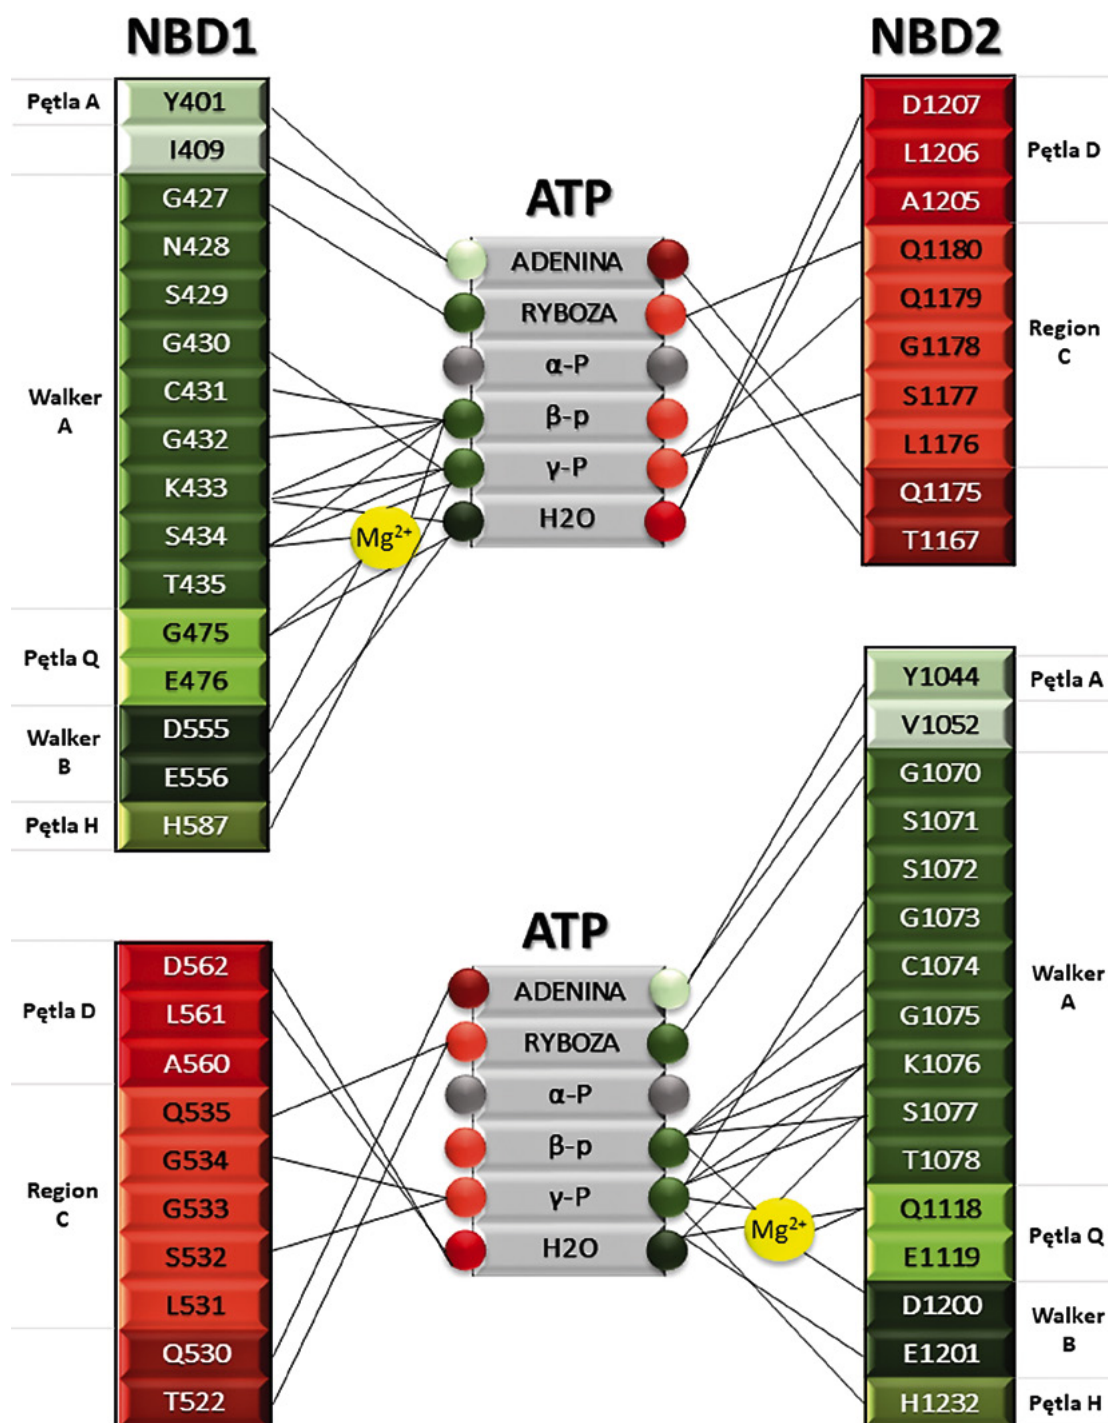 NBD1
NBD2
Pętla A
Y401
I409
Walker
A
G427
N428
S429
G430
C431
G432
K433
S434
T435
Pętla Q
G475
E476
Walker
B
D555
E556
Pętla H
H587
ATP
ADENINA
RYBOZA
α-P
β-p
γ-P
H2O
Mg²⁺
D1207
L1206
A1205
Pętla D
Q1180
Q1179
G1178
S1177
L1176
Region
C
Q1175
T1167
Pętla D
D562
L561
A560
Region
C
Q535
G534
G533
S532
L531
Q530
T522
ATP
ADENINA
RYBOZA
α-P
β-p
γ-P
H2O
Mg²⁺
Y1044
Pętla A
V1052
G1070
S1071
S1072
G1073
C1074
G1075
K1076
S1077
T1078
Walker
A
Q1118
E1119
Pętla Q
D1200
E1201
Walker
B
H1232
Pętla H